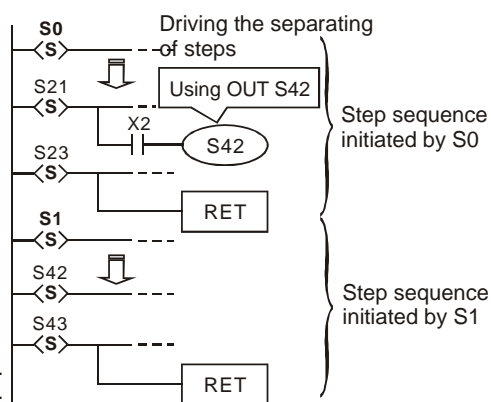 S0
S
Driving the separating
of steps
S21
S
Using OUT S42
X2
S42
Step sequence
initiated by S0
S23
S
RET
S1
S
S42
S
Step sequence
initiated by S1
S43
S
RET